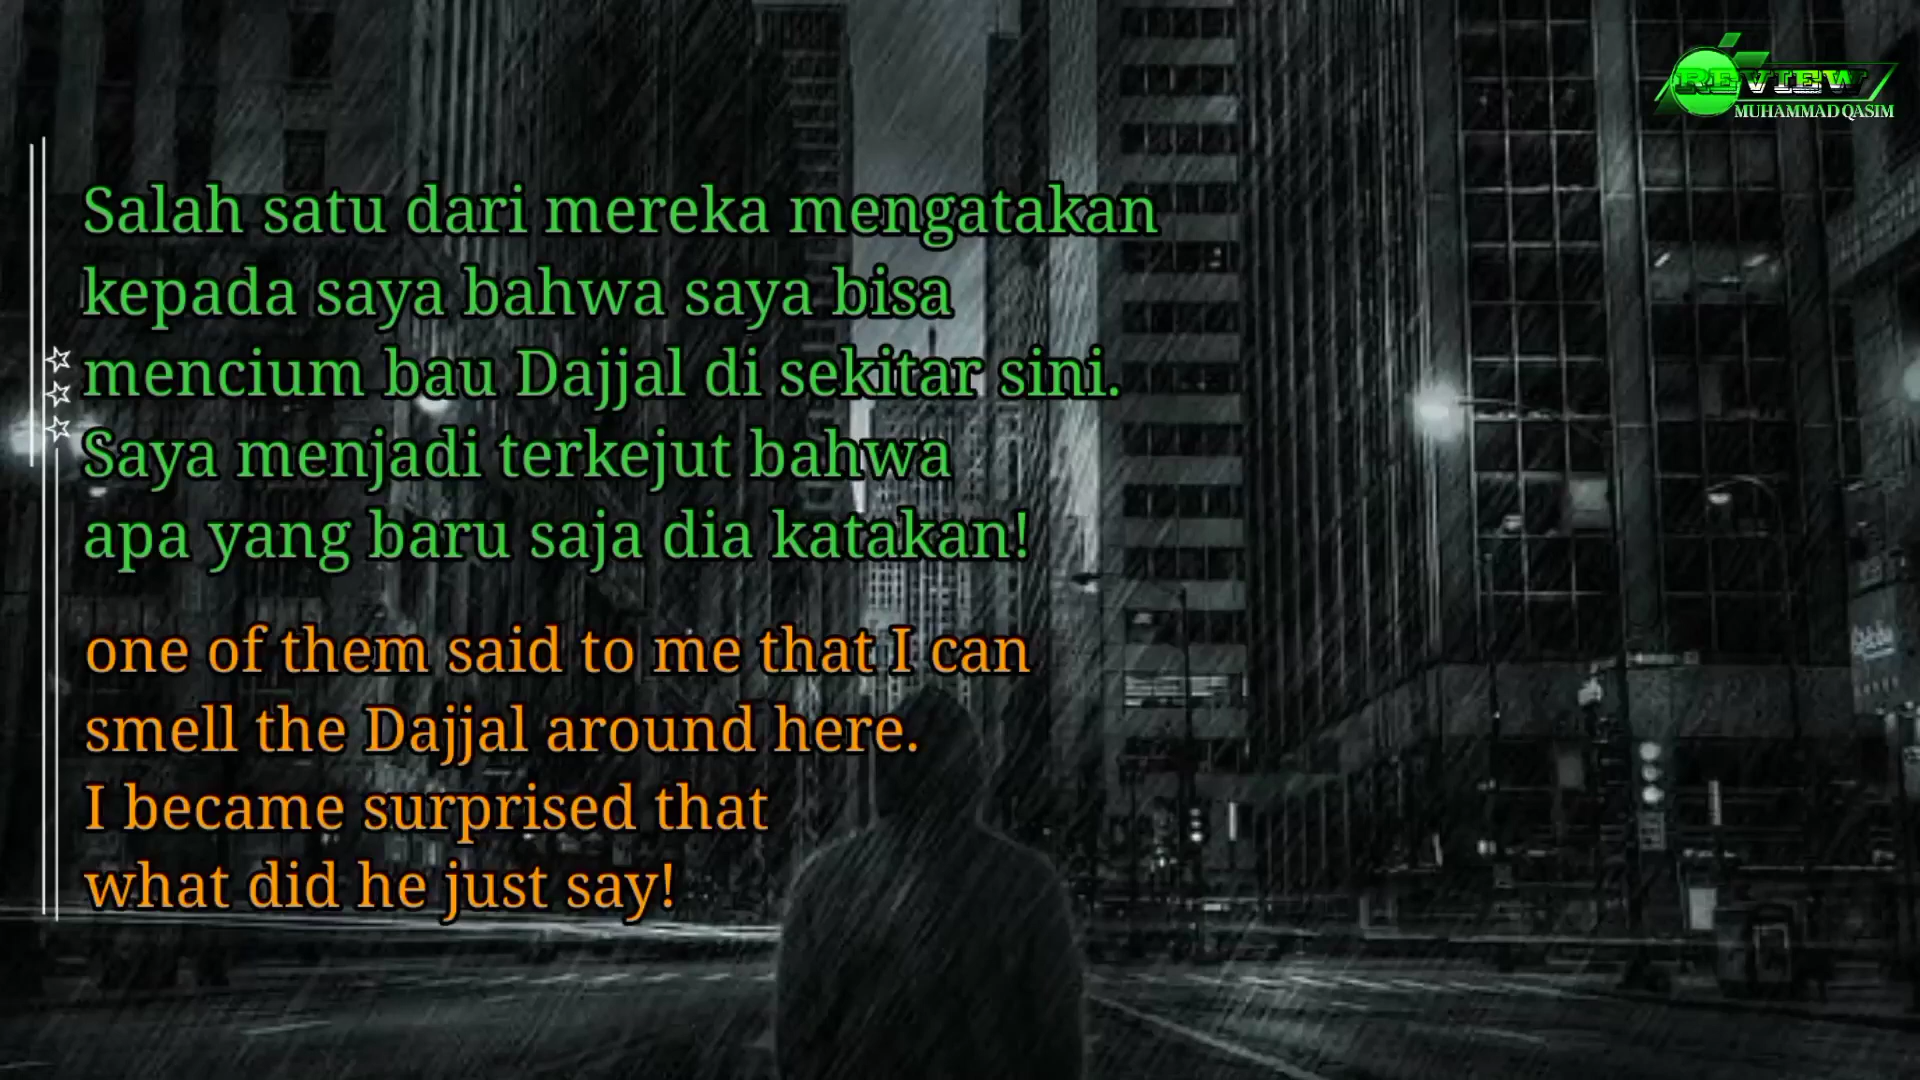 REVIEW
MUHAMMAD QASIM
Salah satu dari mereka mengatakan
kepada saya bahwa saya bisa
mencium bau Dajjal di sekitar sini.
Saya menjadi terkejut bahwa
apa yang baru saja dia katakan!
one of them said to me that I can
smell the Dajjal around here.
I became surprised that
what did he just say!